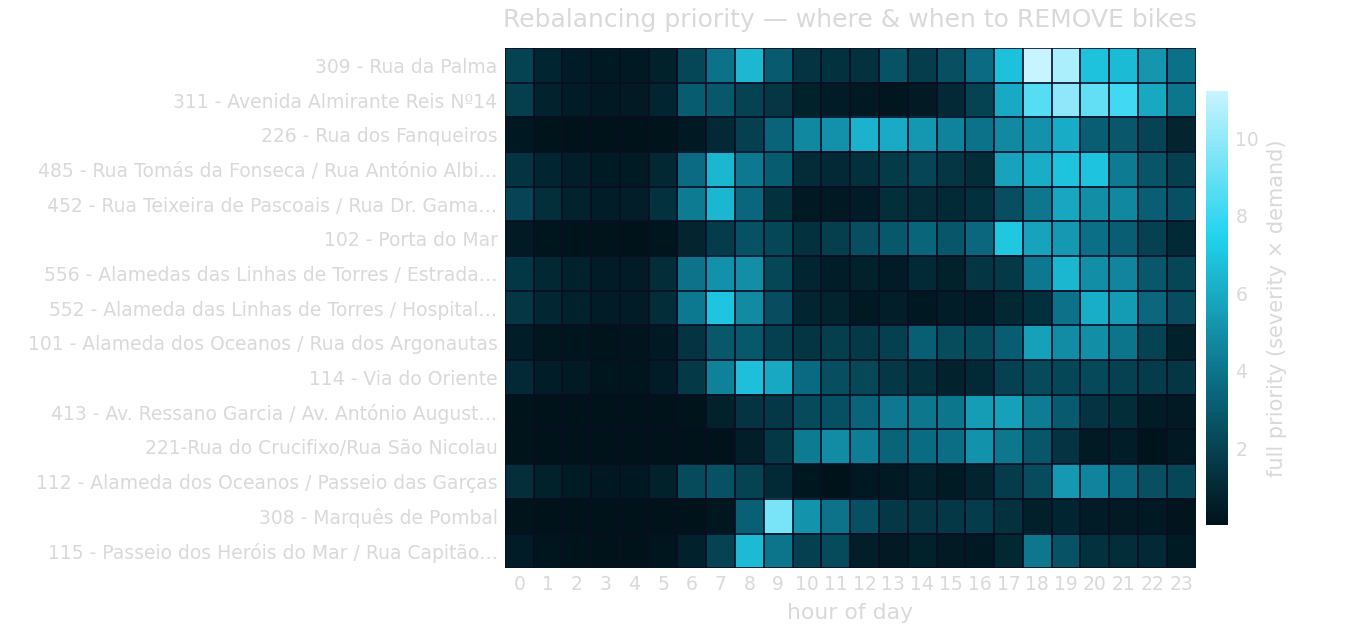 Rebalancing priority — where & when to REMOVE bikes
309 - Rua da Palma
311 - Avenida Almirante Reis Nº14
226 - Rua dos Fanqueiros
485 - Rua Tomás da Fonseca / Rua António Albi...
452 - Rua Teixeira de Pascoais / Rua Dr. Gama...
102 - Porta do Mar
556 - Alamedas das Linhas de Torres / Estrada...
552 - Alameda das Linhas de Torres / Hospital...
101 - Alameda dos Oceanos / Rua dos Argonautas
114 - Via do Oriente
413 - Av. Ressano Garcia / Av. António August...
221-Rua do Crucifixo/Rua São Nicolau
112 - Alameda dos Oceanos / Passeio das Garças
308 - Marquês de Pombal
115 - Passeio dos Heróis do Mar / Rua Capitão...
0 1 2 3 4 5 6 7 8 9 10 11 12 13 14 15 16 17 18 19 20 21 22 23
hour of day
10
8
6
4
2
full priority (severity × demand)